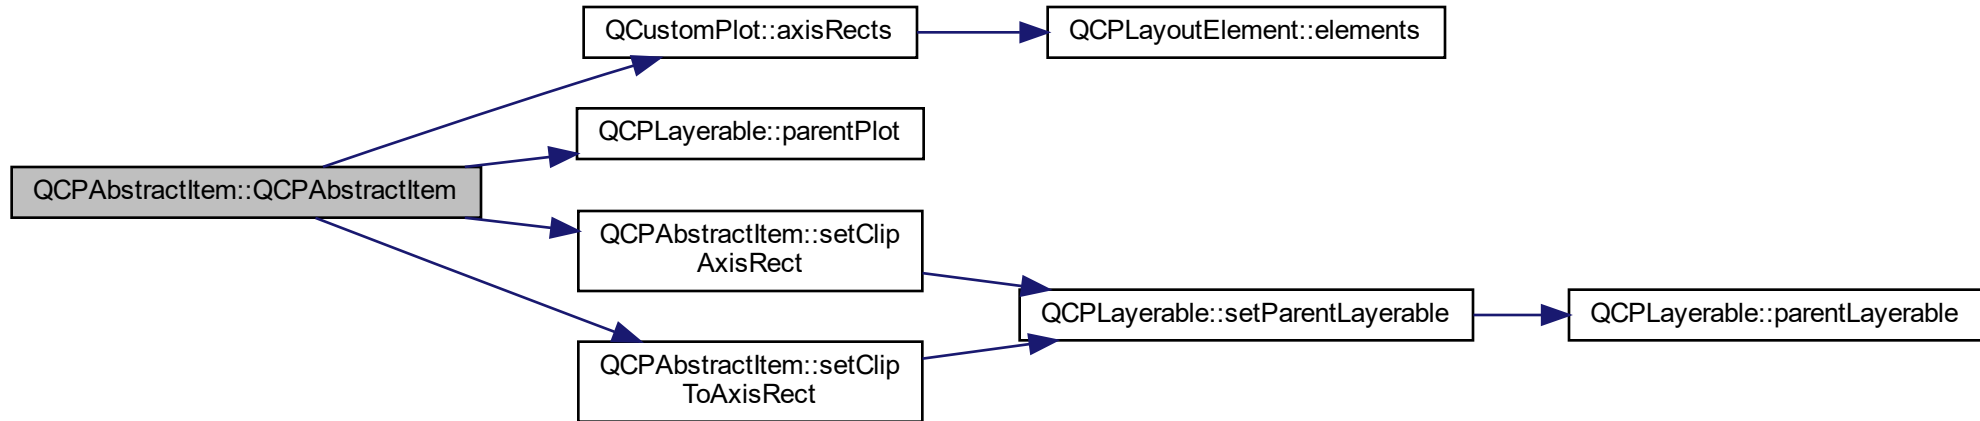 QCustomPlot::axisRects
QCPLayoutElement::elements
QCPLayerable::parentPlot
QCPAbstractItem::QCPAbstractItem
QCPAbstractItem::setClip
AxisRect
QCPLayerable::setParentLayerable
QCPLayerable::parentLayerable
QCPAbstractItem::setClip
ToAxisRect